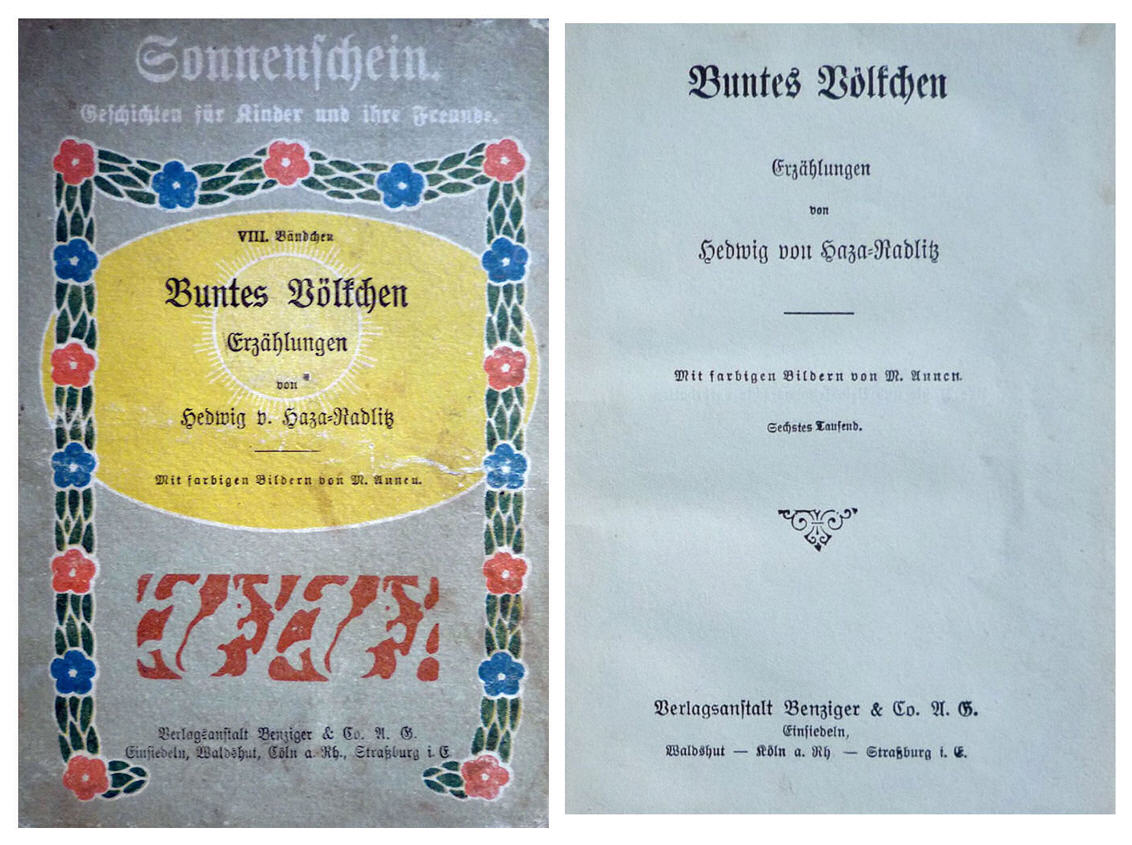 Sonnenschein.
Geschichten für Kinder und ihre Freunde.
VIII. Bändchen
Buntes Völkchen
Erzählungen
von
Hedwig v. Haza-Radlitz
Mit farbigen Bildern von M. Annen.
Verlagsanstalt Benziger & Co. A. G.
Einsiedeln, Waldshut, Cöln a. Rh., Straßburg i. E
Buntes Völkchen
Erzählungen
von
Hedwig von Haza-Radlitz
Mit farbigen Bildern von M. Annen.
Sechstes Tausend.
Verlagsanstalt Benziger & Co. A. G.
Einsiedeln,
Waldshut — Köln a. Rh — Straßburg i. E.